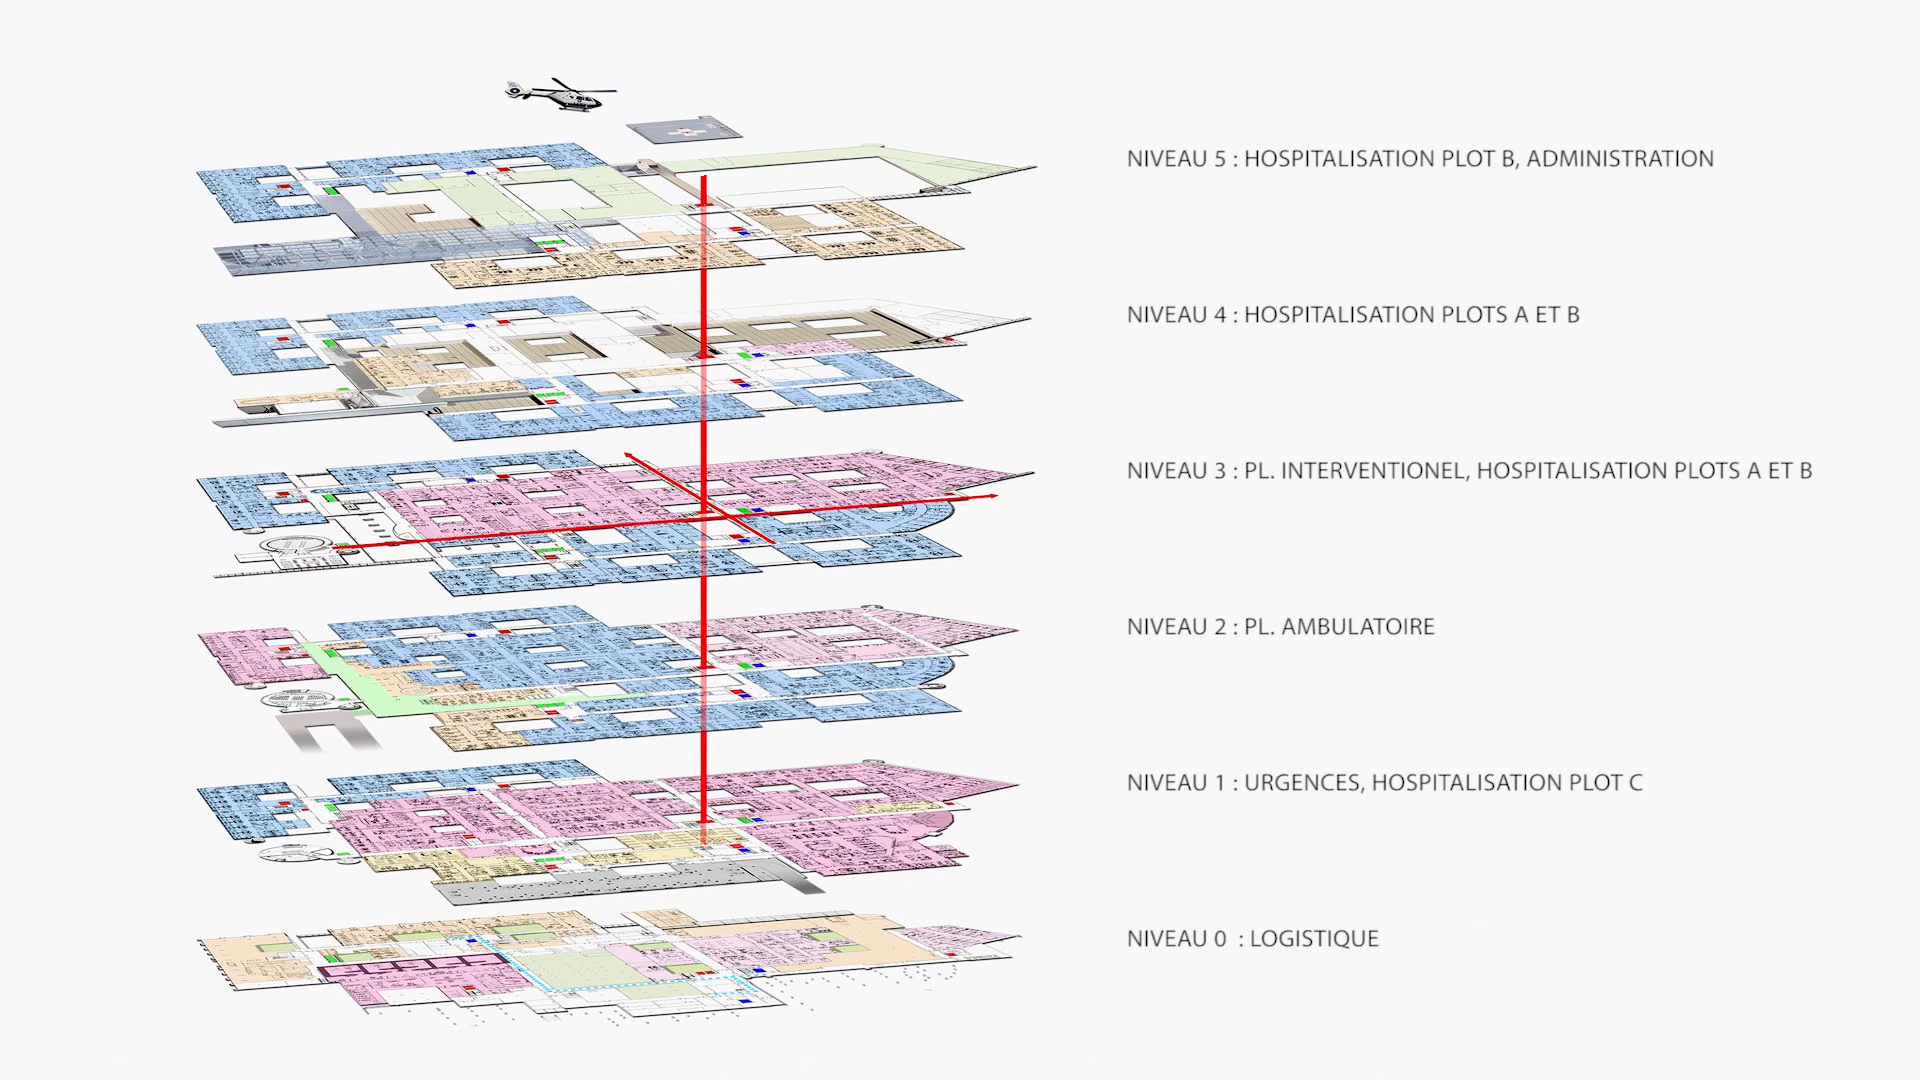 NIVEAU 5 : HOSPITALISATION PLOT B, ADMINISTRATION
NIVEAU 4 : HOSPITALISATION PLOTS A ET B
NIVEAU 3 : PL. INTERVENTIONEL, HOSPITALISATION PLOTS A ET B
NIVEAU 2 : PL. AMBULATOIRE
NIVEAU 1 : URGENCES, HOSPITALISATION PLOT C
NIVEAU 0 : LOGISTIQUE